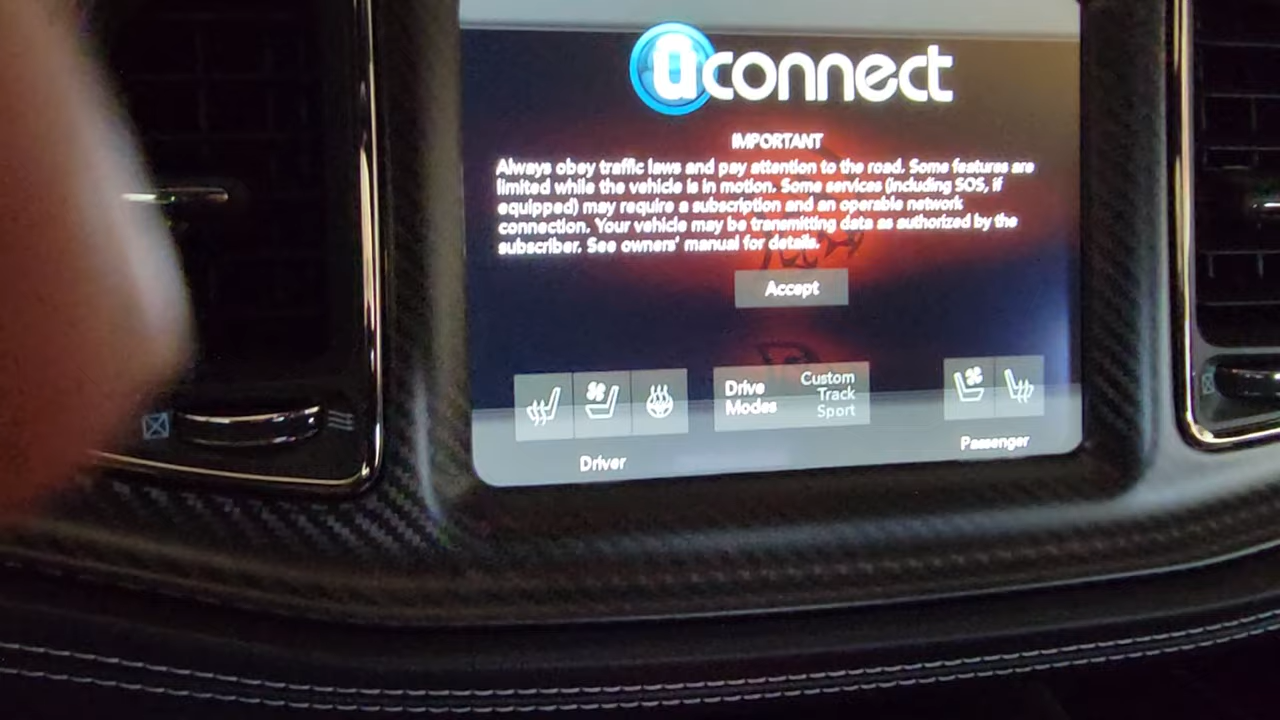 uconnect
IMPORTANT
Always obey traffic laws and pay attention to the road. Some features are
limited while the vehicle is in motion. Some services (including SOS, if
equipped) may require a subscription and an operable network
connection. Your vehicle may be transmitting data as authorized by the
subscriber. See owners' manual for details.
Accept
Drive Modes
Custom
Track
Sport
Driver
Passenger